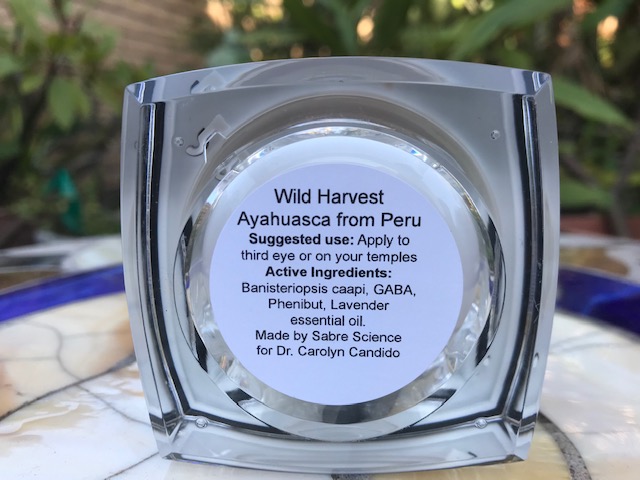 Wild Harvest
Ayahuasca from Peru
Suggested use: Apply to
third eye or on your temples
Active Ingredients:
Banisteriopsis caapi, GABA,
Phenibut, Lavender
essential oil.
Made by Sabre Science
for Dr. Carolyn Candido